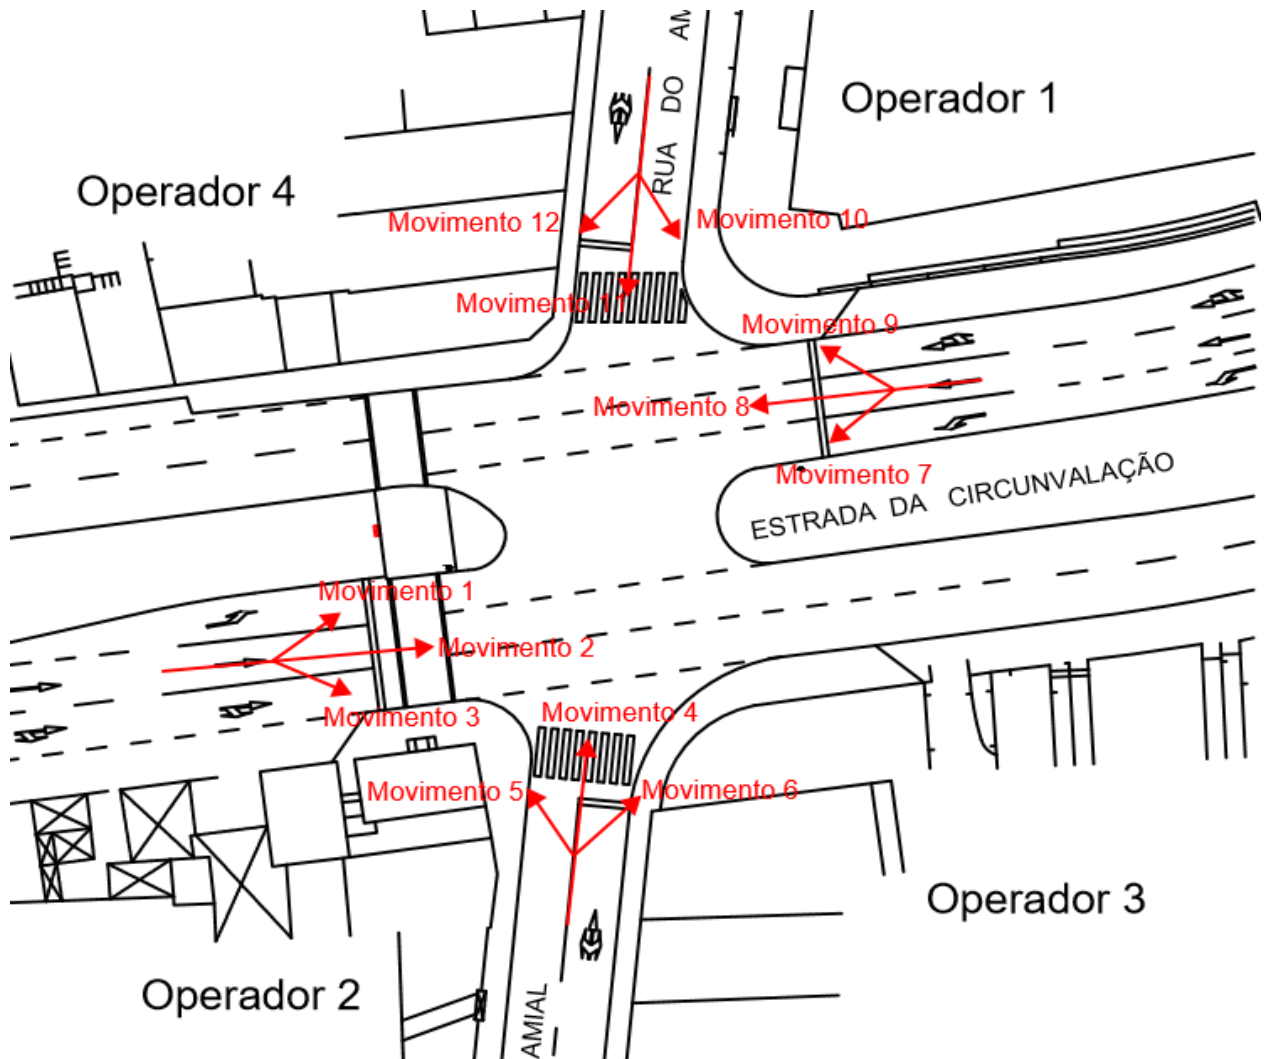 RUA DO AM
Operador 1
Operador 4
Movimento 12
Movimento 10
Movimento 11
Movimento 9
Movimento 8
Movimento 7
ESTRADA DA CIRCUNVALAÇÃO
Movimento 1
Movimento 2
Movimento 3
Movimento 4
Movimento 5
Movimento 6
Operador 3
Operador 2
AMIAL